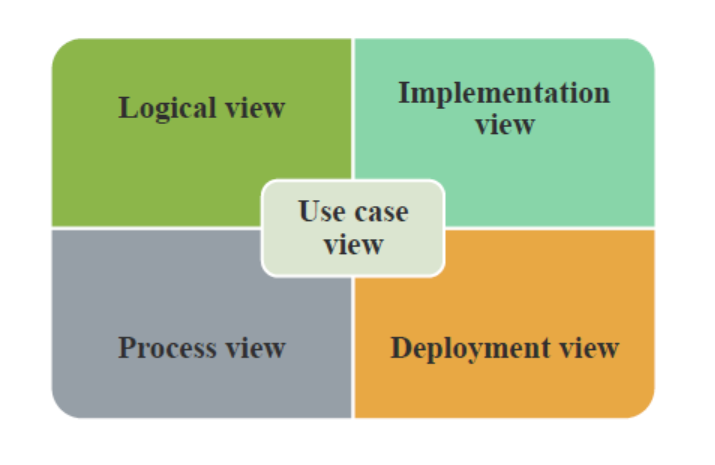 Logical view
Implementation
view
Use case
view
Process view
Deployment view